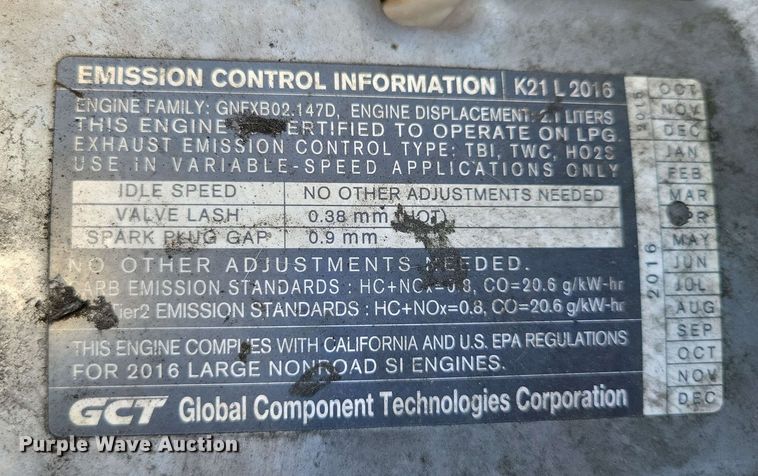 EMISSION CONTROL INFORMATION K21 L 2016
ENGINE FAMILY: GNFXB02.147D, ENGINE DISPLACEMENT: 2.1 LITERS
THIS ENGINE ERTIFIED TO OPERATE ON LPG.
EXHAUST EMISSION CONTROL TYPE: TBI, TWC, HO2S
USE IN VARIABLE-SPEED APPLICATIONS ONLY
IDLE SPEED NO OTHER ADJUSTMENTS NEEDED
VALVE LASH 0.38 mm (HOT)
SPARK PLUG GAP 0.9 mm
NO OTHER ADJUSTMENTS NEEDED.
CARB EMISSION STANDARDS : HC+NOx=0.8, CO=20.6 g/kW-hr
Tier2 EMISSION STANDARDS : HC+NOx=0.8, CO=20.6 g/kW-hr
THIS ENGINE COMPLIES WITH CALIFORNIA AND U.S. EPA REGULATIONS
FOR 2016 LARGE NONROAD SI ENGINES.
GCT Global Component Technologies Corporation
2015
OCT
NOV
DEC
2016
JAN
FEB
MAR
PR
MAY
JUN
JUL
AUG
SEP
OCT
NOV
DEC
Purple Wave Auction